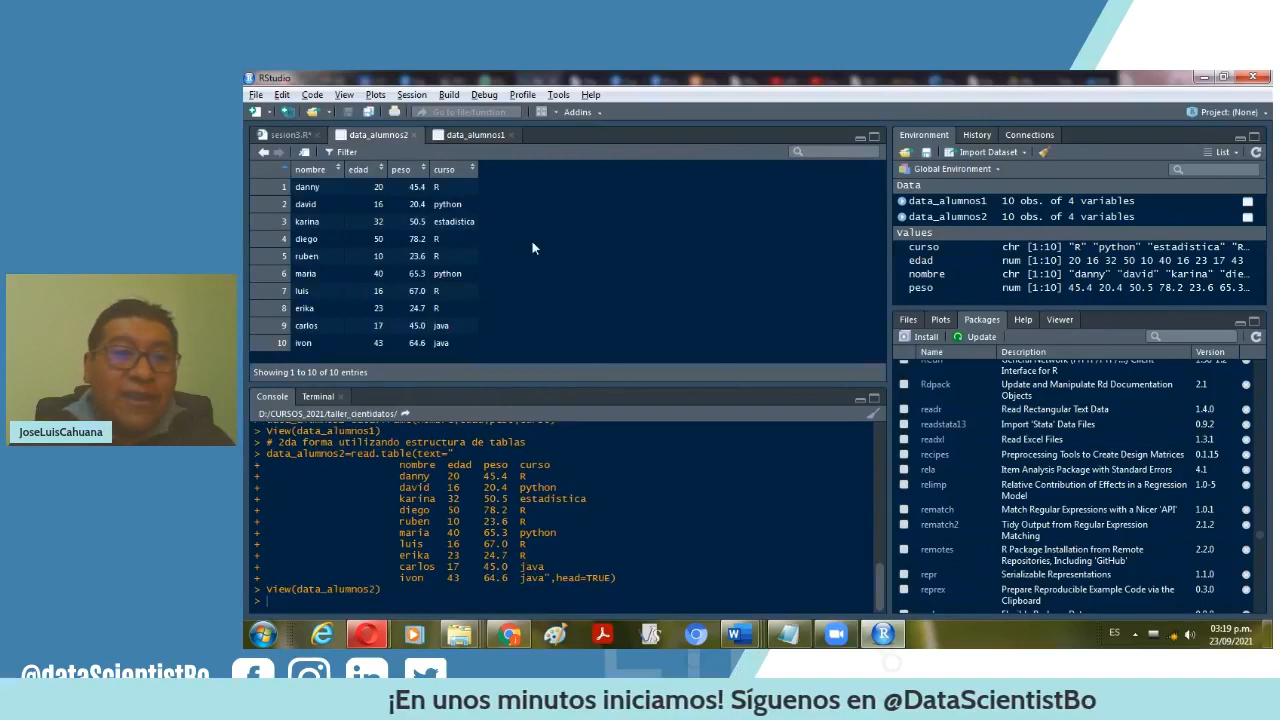 RStudio
File Edit Code View Plots Session Build Debug Profile Tools Help
Go to file/function Addins Project: (None)
sesion3.R* data_alumnos2 data_alumnos1
Filter
nombre edad peso curso
1 danny 20 45.4 R
2 david 16 20.4 python
3 karina 32 50.5 estadistica
4 diego 50 78.2 R
5 ruben 10 23.6 R
6 maria 40 65.3 python
7 luis 16 67.0 R
8 erika 23 24.7 R
9 carlos 17 45.0 java
10 ivon 43 64.6 java
Showing 1 to 10 of 10 entries
Console Terminal
D:/CURSOS_2021/taller_cientidatos/
> View(data_alumnos1)
> # 2da forma utilizando estructura de tablas
> data_alumnos2=read.table(text="
+ nombre edad peso curso
+ danny 20 45.4 R
+ david 16 20.4 python
+ karina 32 50.5 estadistica
+ diego 50 78.2 R
+ ruben 10 23.6 R
+ maria 40 65.3 python
+ luis 16 67.0 R
+ erika 23 24.7 R
+ carlos 17 45.0 java
+ ivon 43 64.6 java",head=TRUE)
> View(data_alumnos2)
>
Environment History Connections
Import Dataset List
Global Environment
Data
data_alumnos1 10 obs. of 4 variables
data_alumnos2 10 obs. of 4 variables
Values
curso chr [1:10] "R" "python" "estadistica" "R…
edad num [1:10] 20 16 32 50 10 40 16 23 17 43
nombre chr [1:10] "danny" "david" "karina" "die…
peso num [1:10] 45.4 20.4 50.5 78.2 23.6 65.3…
Files Plots Packages Help Viewer
Install Update
Name Description Version
Interface for R
Rdpack Update and Manipulate Rd Documentation 2.1
Objects
readr Read Rectangular Text Data 1.4.0
readstata13 Import 'Stata' Data Files 0.9.2
readxl Read Excel Files 1.3.1
recipes Preprocessing Tools to Create Design Matrices 0.1.15
rela Item Analysis Package with Standard Errors 4.1
relimp Relative Contribution of Effects in a Regression 1.0-5
Model
rematch Match Regular Expressions with a Nicer 'API' 1.0.1
rematch2 Tidy Output from Regular Expression 2.1.2
Matching
remotes R Package Installation from Remote 2.2.0
Repositories, Including 'GitHub'
repr Serializable Representations 1.1.0
reprex Prepare Reproducible Example Code via the 0.3.0
Clipboard
JoseLuisCahuana
ES 03:19 p.m.
23/09/2021
@dataScientistBo
¡En unos minutos iniciamos! Síguenos en @DataScientistBo